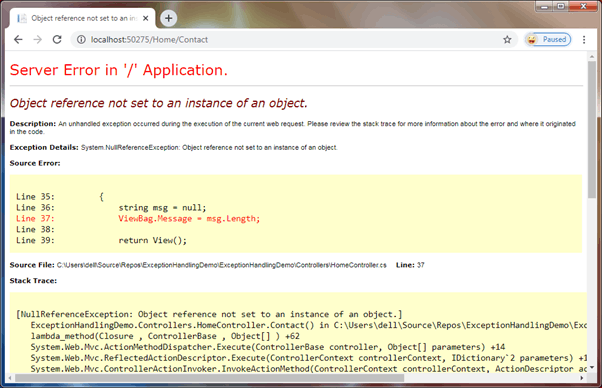 Object reference not set to an in
localhost:50275/Home/Contact
Paused
Server Error in '/' Application.
Object reference not set to an instance of an object.
Description: An unhandled exception occurred during the execution of the current web request. Please review the stack trace for more information about the error and where it originated
in the code.
Exception Details: System.NullReferenceException: Object reference not set to an instance of an object.
Source Error:
Line 35:         {
Line 36:             string msg = null;
Line 37:             ViewBag.Message = msg.Length;
Line 38:
Line 39:             return View();
Source File: C:\Users\dell\Source\Repos\ExceptionHandlingDemo\ExceptionHandlingDemo\Controllers\HomeController.cs    Line: 37
Stack Trace:
[NullReferenceException: Object reference not set to an instance of an object.]
ExceptionHandlingDemo.Controllers.HomeController.Contact() in C:\Users\dell\Source\Repos\ExceptionHandlingDemo\Exc
lambda_method(Closure , ControllerBase , Object[] ) +62
System.Web.Mvc.ActionMethodDispatcher.Execute(ControllerBase controller, Object[] parameters) +14
System.Web.Mvc.ReflectedActionDescriptor.Execute(ControllerContext controllerContext, IDictionary`2 parameters) +1
System.Web.Mvc.ControllerActionInvoker.InvokeActionMethod(ControllerContext controllerContext, ActionDescriptor ac